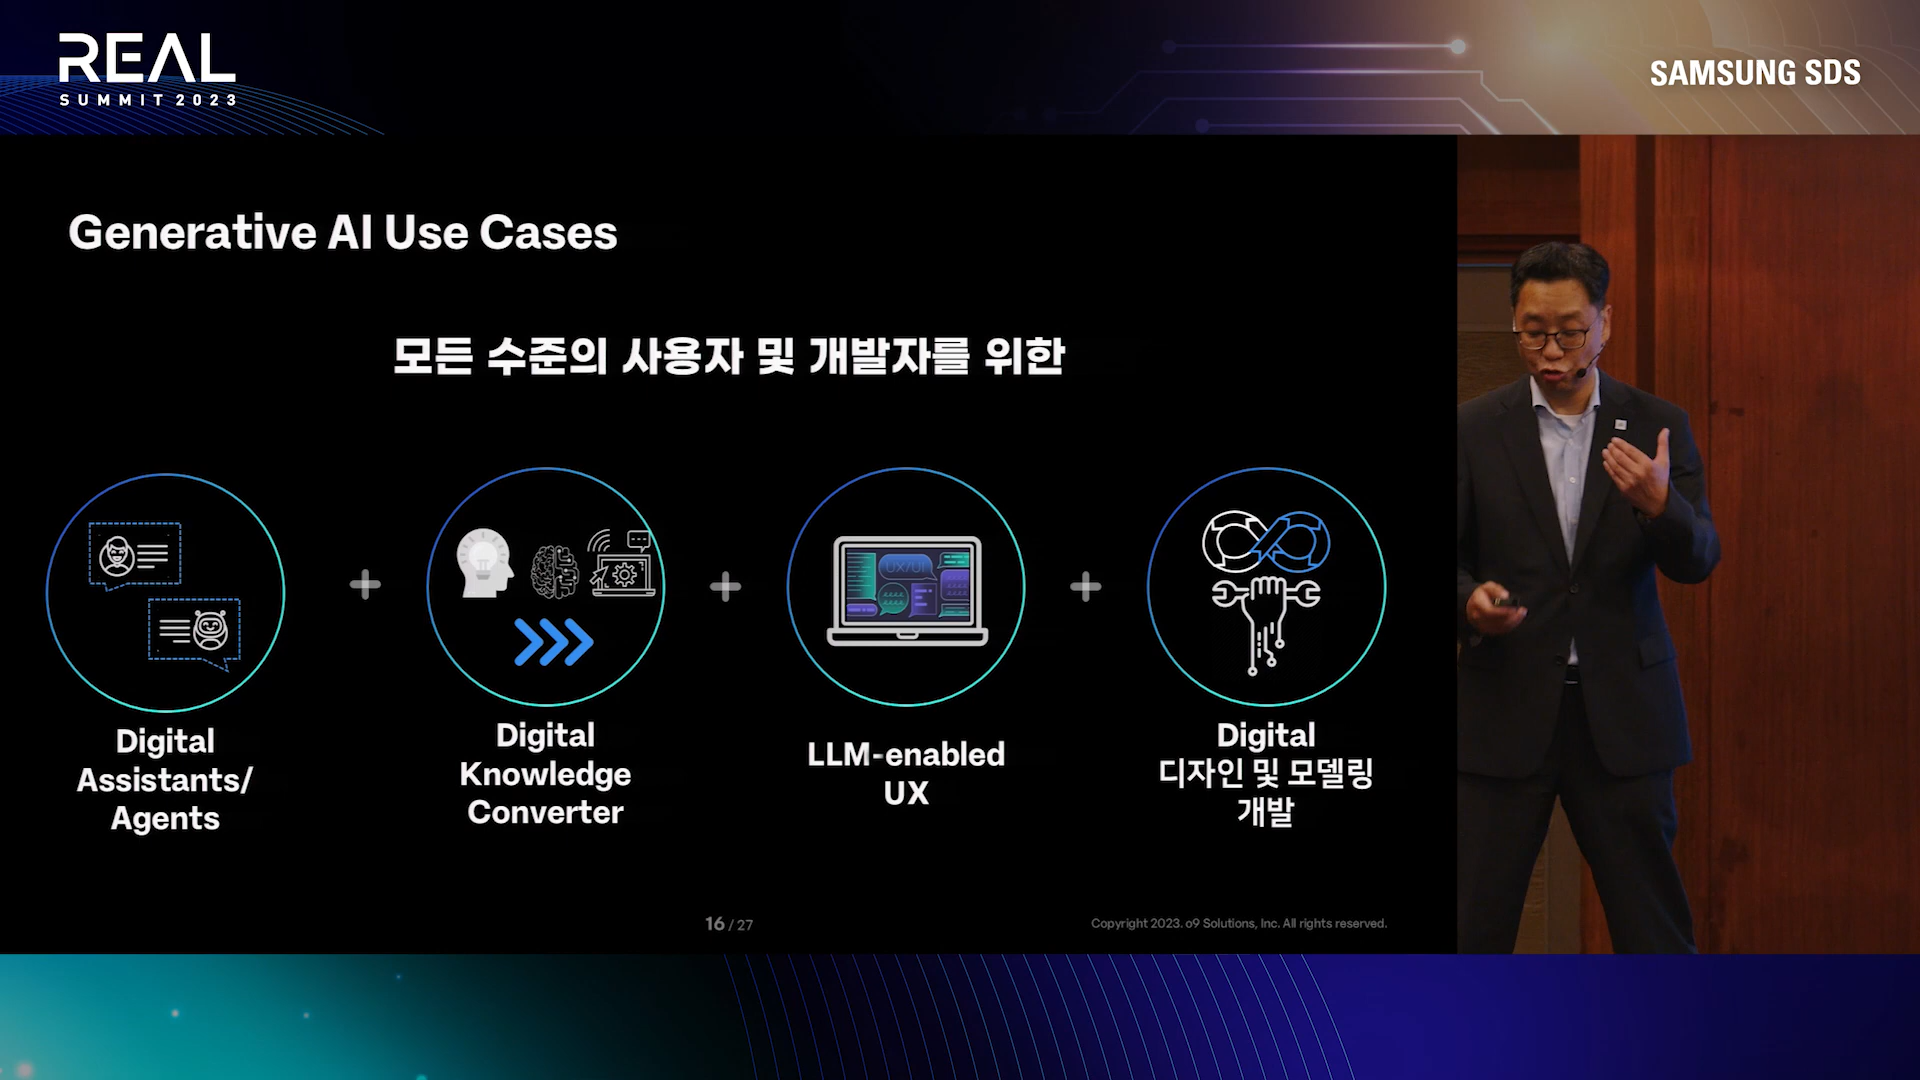 REAL
SUMMIT 2023
SAMSUNG SDS
Generative AI Use Cases
모든 수준의 사용자 및 개발자를 위한
UX/UI
Digital
Assistants/
Agents
Digital
Knowledge
Converter
LLM-enabled
UX
Digital
디자인 및 모델링
개발
16 / 27
Copyright 2023. o9 Solutions, Inc. All rights reserved.